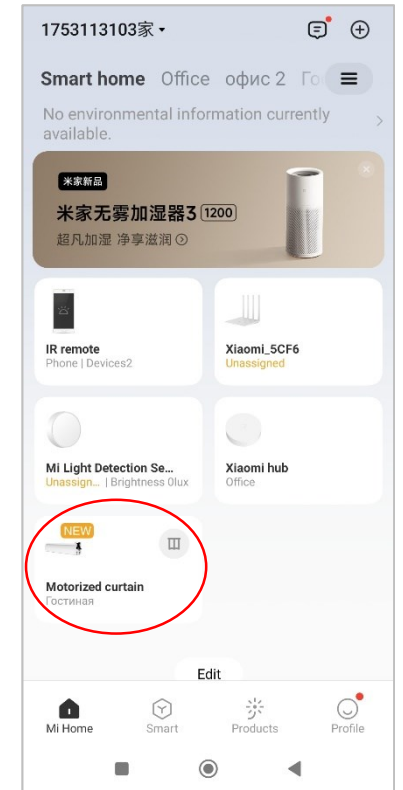 1753113103家
Smart home Office офис 2
No environmental information currently
available.
米家新品
米家无雾加湿器3 1200
超凡加湿 净享滋润
IR remote
Phone | Devices2
Xiaomi_5CF6
Unassigned
Mi Light Detection Se...
Unassign... | Brightness 0lux
Xiaomi hub
Office
NEW
Motorized curtain
Гостиная
Edit
Mi Home Smart Products Profile